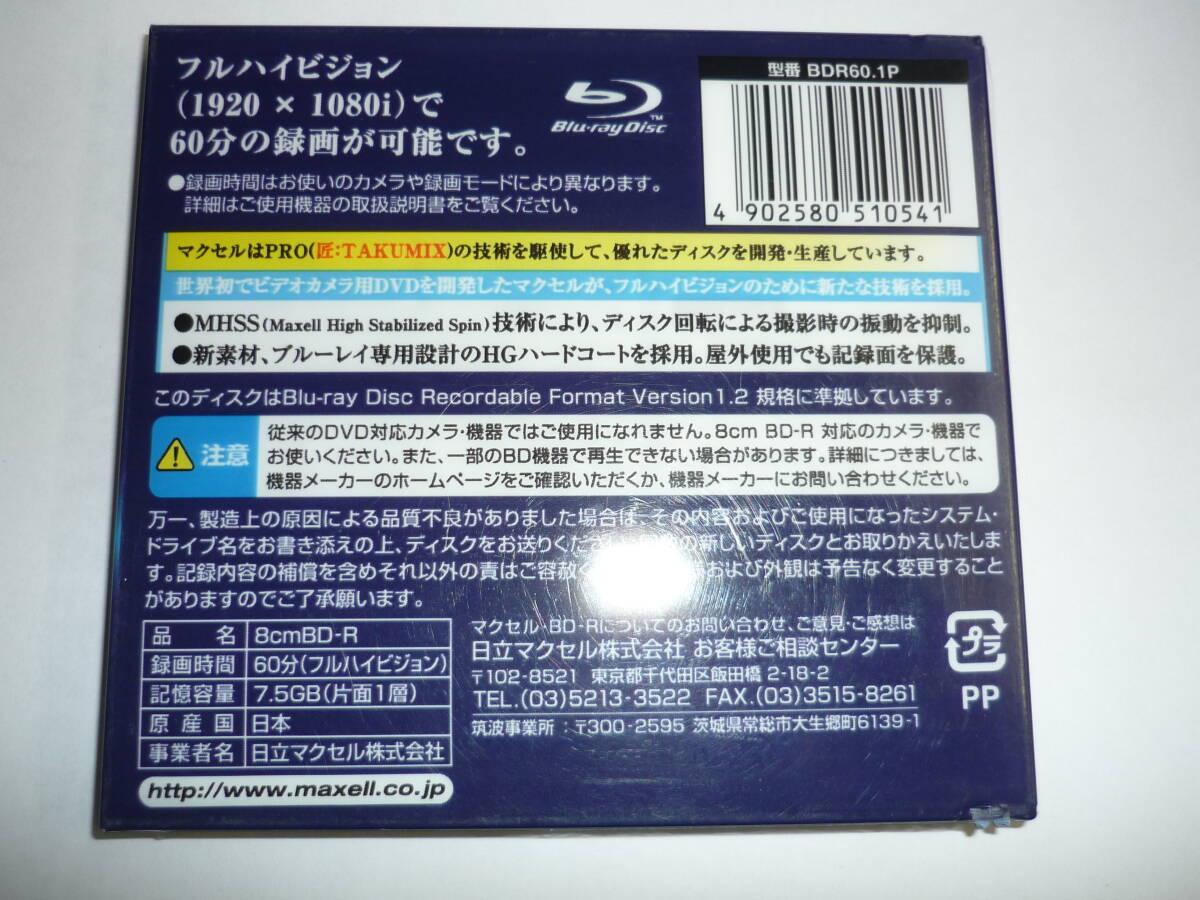 フルハイビジョン
(1920 × 1080i)で
60分の録画が可能です。
●録画時間はお使いのカメラや録画モードにより異なります。
詳細はご使用機器の取扱説明書をご覧ください。
Blu-ray Disc
TM
型番 BDR60.1P
4 902580 510541
マクセルはPRO(匠:TAKUMIX)の技術を駆使して、優れたディスクを開発・生産しています。
世界初でビデオカメラ用DVDを開発したマクセルが、フルハイビジョンのために新たな技術を採用。
●MHSS(Maxell High Stabilized Spin)技術により、ディスク回転による撮影時の振動を抑制。
●新素材、ブルーレイ専用設計のHGハードコートを採用。屋外使用でも記録面を保護。
このディスクはBlu-ray Disc Recordable Format Version1.2 規格に準拠しています。
注意
従来のDVD対応カメラ・機器ではご使用になれません。8cm BD-R 対応のカメラ・機器で
お使いください。また、一部のBD機器で再生できない場合があります。詳細につきましては、
機器メーカーのホームページをご確認いただくか、機器メーカーにお問い合わせください。
万一、製造上の原因による品質不良がありました場合は、その内容およびご使用になったシステム・
ドライブ名をお書き添えの上、ディスクをお送りくださ の新しいディスクとお取りかえいたしま
す。記録内容の補償を含めそれ以外の責はご容赦く および外観は予告なく変更すること
がありますのでご了承願います。
品名 8cmBD-R
録画時間 60分(フルハイビジョン)
記憶容量 7.5GB(片面1層)
原産国 日本
事業者名 日立マクセル株式会社
http://www.maxell.co.jp
マクセル・BD-Rについてのお問い合わせ、ご意見・ご感想は
日立マクセル株式会社 お客様ご相談センター
〒102-8521 東京都千代田区飯田橋 2-18-2
TEL.(03)5213-3522 FAX.(03)3515-8261
筑波事業所:〒300-2595 茨城県常総市大生郷町6139-1
プラ
PP